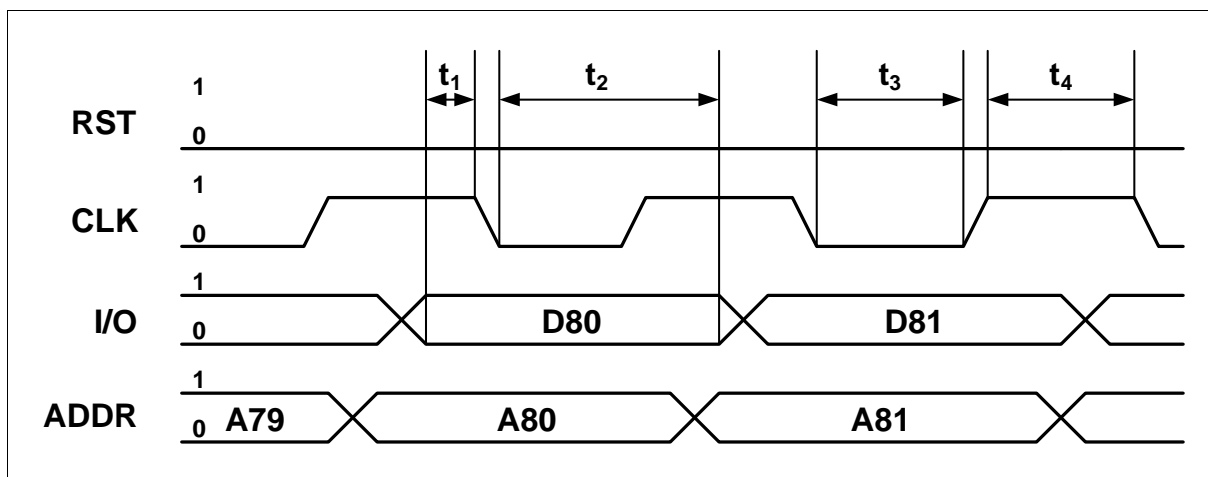 t1 t2 t3 t4
RST 1 0
CLK 1 0
I/O 1 0 D80 D81
ADDR 1 0 A79 A80 A81